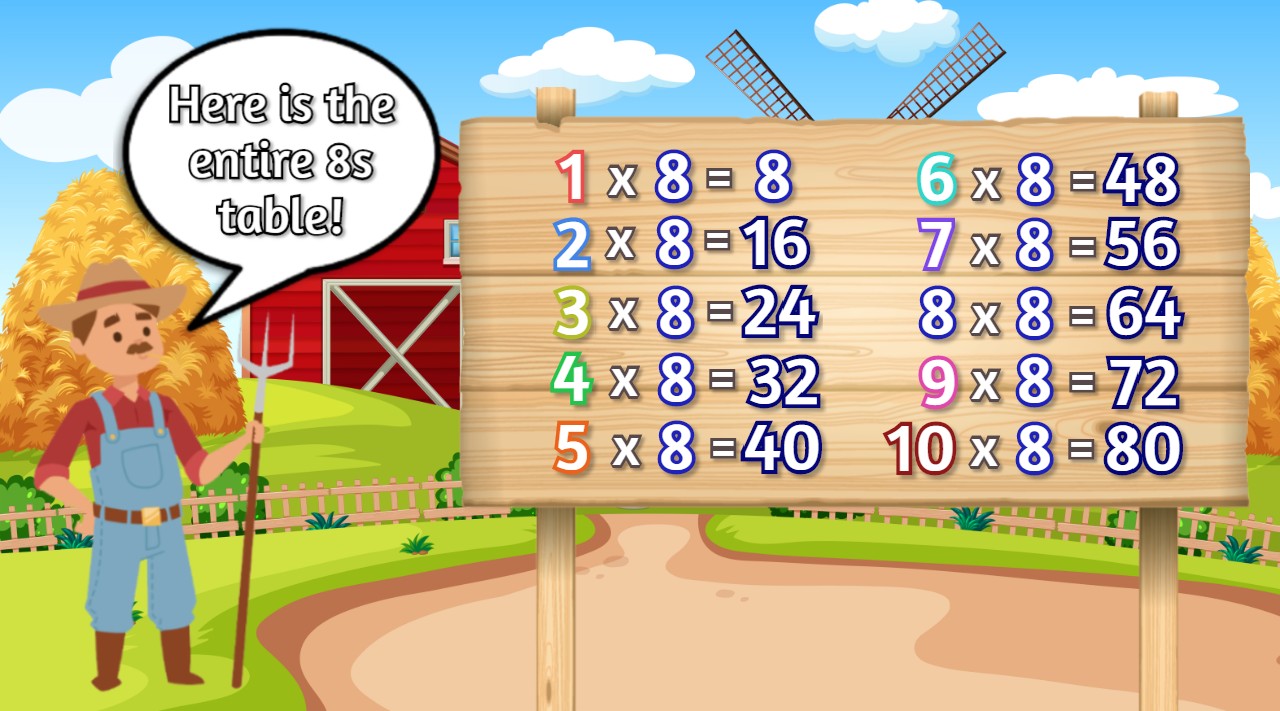 Here is the
entire 8s
table!
1 x 8 = 8
2 x 8 = 16
3 x 8 = 24
4 x 8 = 32
5 x 8 = 40
6 x 8 = 48
7 x 8 = 56
8 x 8 = 64
9 x 8 = 72
10 x 8 = 80